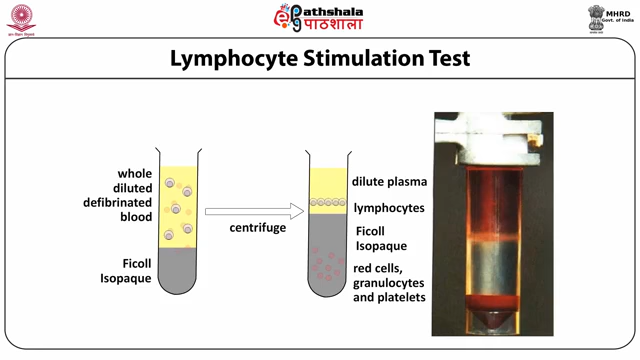 Pathshala
पाठशाला
MHRD
Govt. of India
Lymphocyte Stimulation Test
whole
diluted
defibrinated
blood
Ficoll
Isopaque
centrifuge
dilute plasma
lymphocytes
Ficoll
Isopaque
red cells,
granulocytes
and platelets